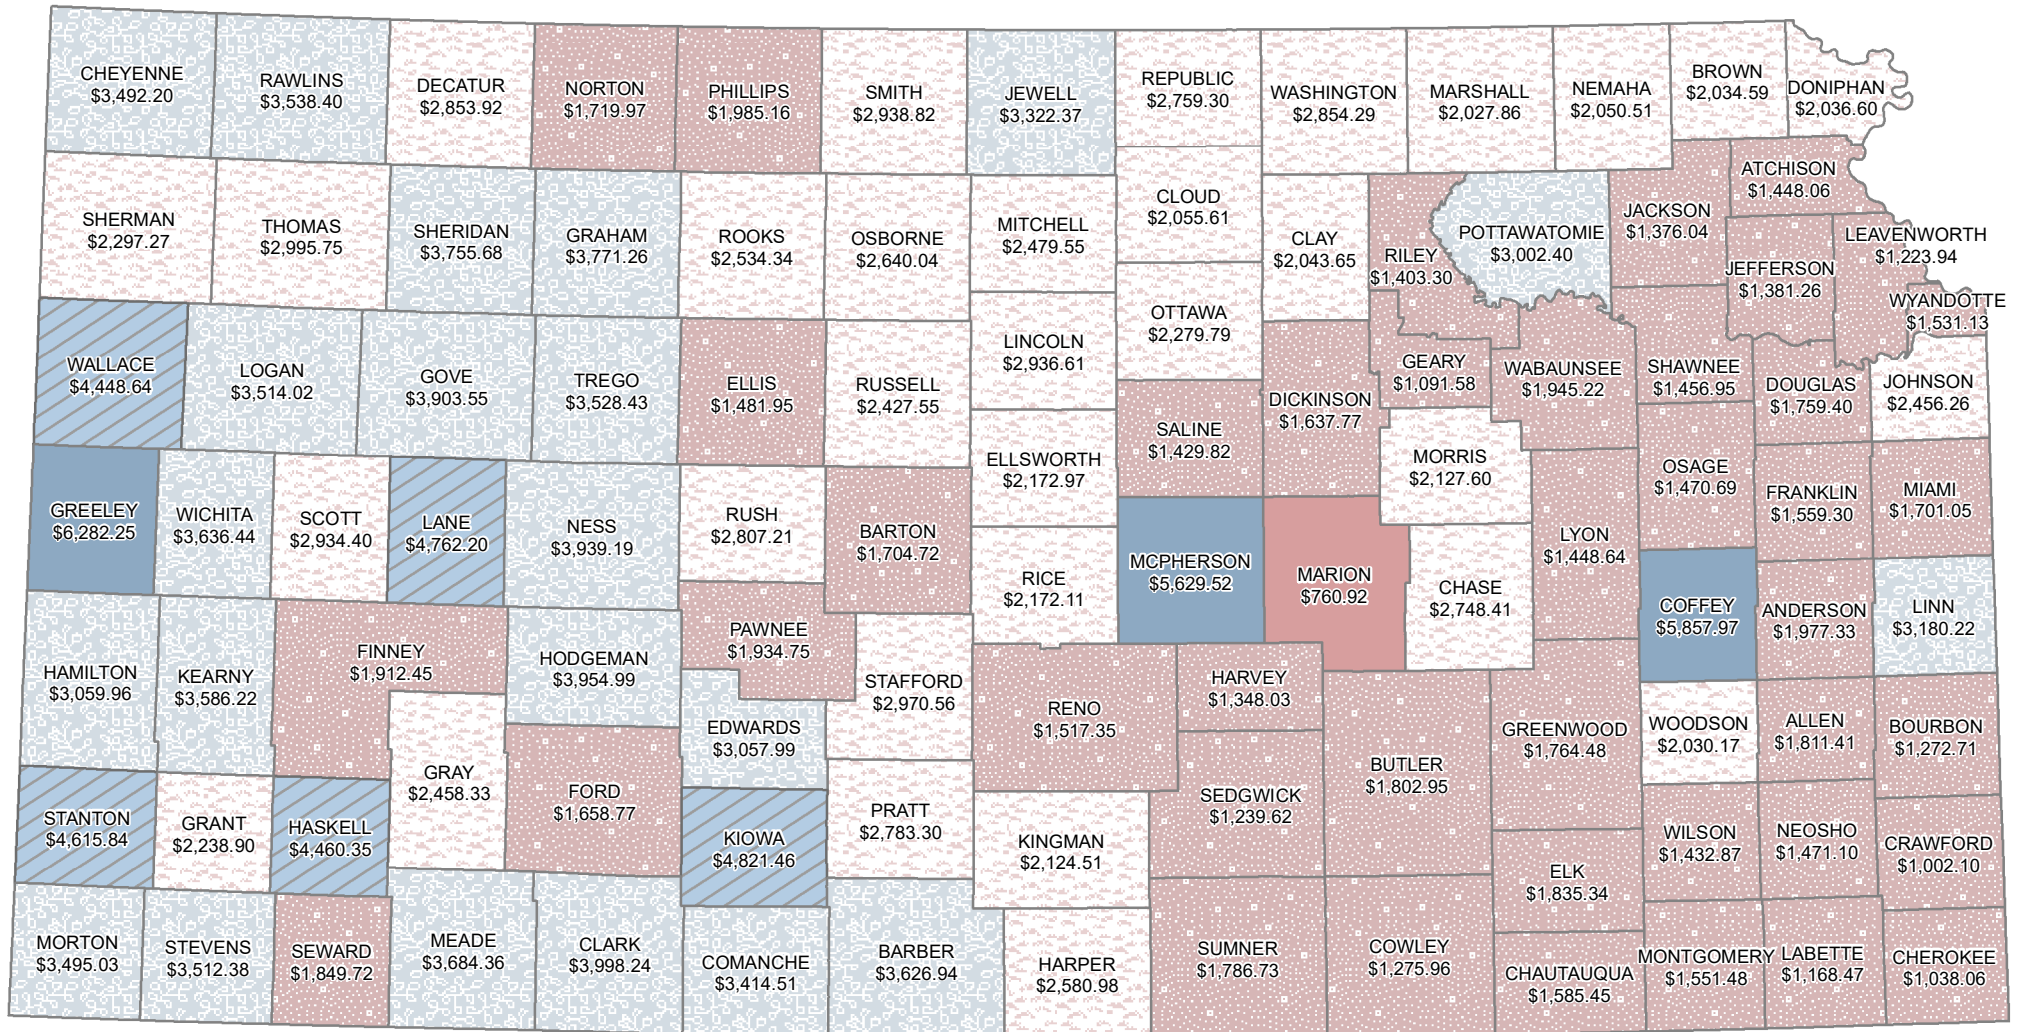 CHEYENNE
$3,492.20
RAWLINS
$3,538.40
DECATUR
$2,853.92
NORTON
$1,719.97
PHILLIPS
$1,985.16
SMITH
$2,938.82
JEWELL
$3,322.37
REPUBLIC
$2,759.30
WASHINGTON
$2,854.29
MARSHALL
$2,027.86
NEMAHA
$2,050.51
BROWN
$2,034.59
DONIPHAN
$2,036.60
SHERMAN
$2,297.27
THOMAS
$2,995.75
SHERIDAN
$3,755.68
GRAHAM
$3,771.26
ROOKS
$2,534.34
OSBORNE
$2,640.04
MITCHELL
$2,479.55
CLOUD
$2,055.61
CLAY
$2,043.65
RILEY
$1,403.30
POTTAWATOMIE
$3,002.40
JACKSON
$1,376.04
ATCHISON
$1,448.06
JEFFERSON
$1,381.26
LEAVENWORTH
$1,223.94
WYANDOTTE
$1,531.13
WALLACE
$4,448.64
LOGAN
$3,514.02
GOVE
$3,903.55
TREGO
$3,528.43
ELLIS
$1,481.95
RUSSELL
$2,427.55
LINCOLN
$2,936.61
OTTAWA
$2,279.79
DICKINSON
$1,637.77
GEARY
$1,091.58
WABAUNSEE
$1,945.22
SHAWNEE
$1,456.95
DOUGLAS
$1,759.40
JOHNSON
$2,456.26
GREELEY
$6,282.25
WICHITA
$3,636.44
SCOTT
$2,934.40
LANE
$4,762.20
NESS
$3,939.19
RUSH
$2,807.21
BARTON
$1,704.72
ELLSWORTH
$2,172.97
SALINE
$1,429.82
MORRIS
$2,127.60
OSAGE
$1,470.69
FRANKLIN
$1,559.30
MIAMI
$1,701.05
RICE
$2,172.11
MCPHERSON
$5,629.52
MARION
$760.92
CHASE
$2,748.41
LYON
$1,448.64
COFFEY
$5,857.97
ANDERSON
$1,977.33
LINN
$3,180.22
HAMILTON
$3,059.96
KEARNY
$3,586.22
FINNEY
$1,912.45
HODGEMAN
$3,954.99
PAWNEE
$1,934.75
STAFFORD
$2,970.56
EDWARDS
$3,057.99
RENO
$1,517.35
HARVEY
$1,348.03
BUTLER
$1,802.95
GREENWOOD
$1,764.48
WOODSON
$2,030.17
ALLEN
$1,811.41
BOURBON
$1,272.71
STANTON
$4,615.84
GRANT
$2,238.90
HASKELL
$4,460.35
GRAY
$2,458.33
FORD
$1,658.77
KIOWA
$4,821.46
PRATT
$2,783.30
KINGMAN
$2,124.51
SEDGWICK
$1,239.62
ELK
$1,835.34
WILSON
$1,432.87
NEOSHO
$1,471.10
CRAWFORD
$1,002.10
MORTON
$3,495.03
STEVENS
$3,512.38
SEWARD
$1,849.72
MEADE
$3,684.36
CLARK
$3,998.24
COMANCHE
$3,414.51
BARBER
$3,626.94
HARPER
$2,580.98
SUMNER
$1,786.73
COWLEY
$1,275.96
CHAUTAUQUA
$1,585.45
MONTGOMERY
$1,551.48
LABETTE
$1,168.47
CHEROKEE
$1,038.06